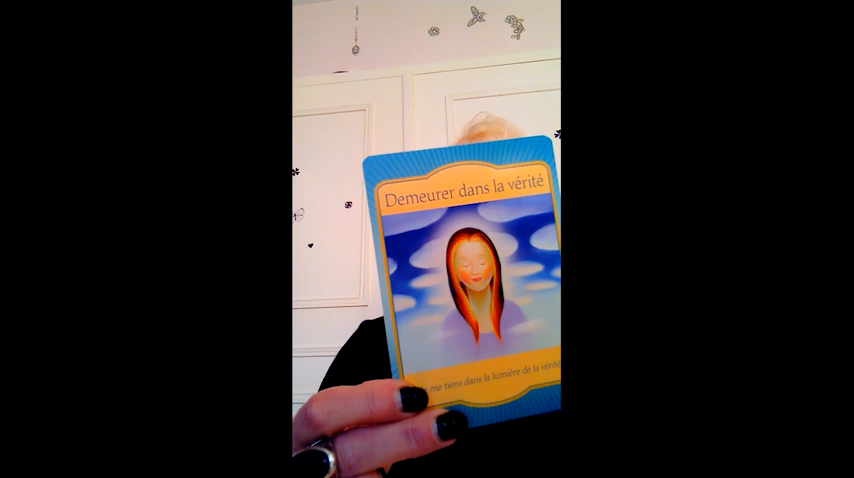 Demeurer dans la vérité
me tiens dans la lumière de la vérité